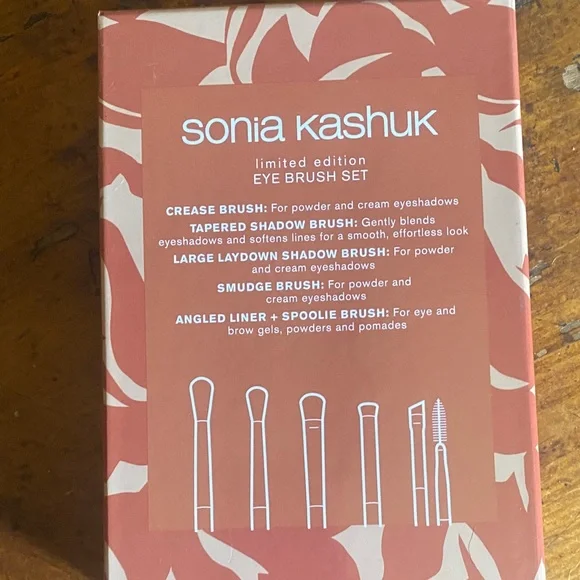 sonia kashuk
limited edition
EYE BRUSH SET
CREASE BRUSH: For powder and cream eyeshadows
TAPERED SHADOW BRUSH: Gently blends
eyeshadows and softens lines for a smooth, effortless look
LARGE LAYDOWN SHADOW BRUSH: For powder
and cream eyeshadows
SMUDGE BRUSH: For powder and
cream eyeshadows
ANGLED LINER + SPOOLIE BRUSH: For eye and
brow gels, powders and pomades